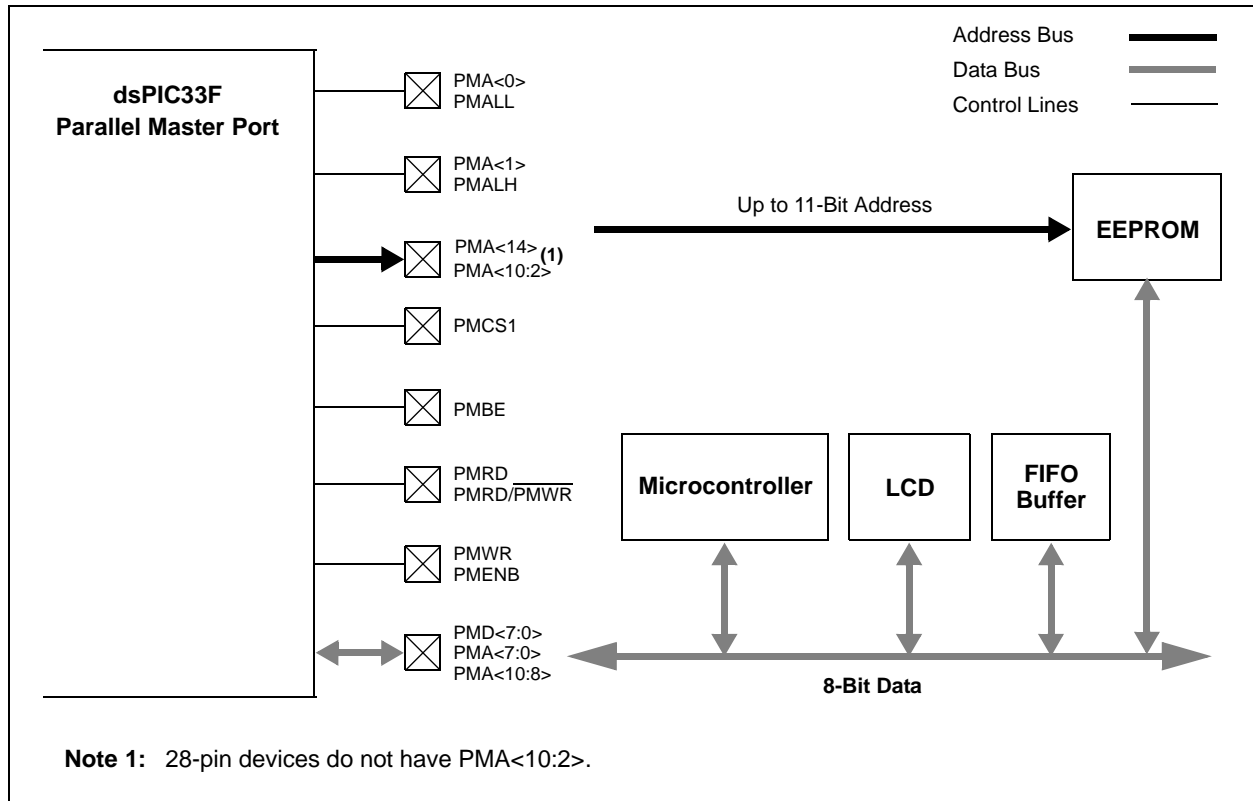 Address Bus
Data Bus
Control Lines
dsPIC33F
Parallel Master Port
PMA<0>
PMALL
PMA<1>
PMALH
PMA<14>(1)
PMA<10:2>
PMCS1
PMBE
PMRD
PMRD/PMWR
PMWR
PMENB
PMD<7:0>
PMA<7:0>
PMA<10:8>
Up to 11-Bit Address
EEPROM
Microcontroller
LCD
FIFO
Buffer
8-Bit Data
Note 1: 28-pin devices do not have PMA<10:2>.